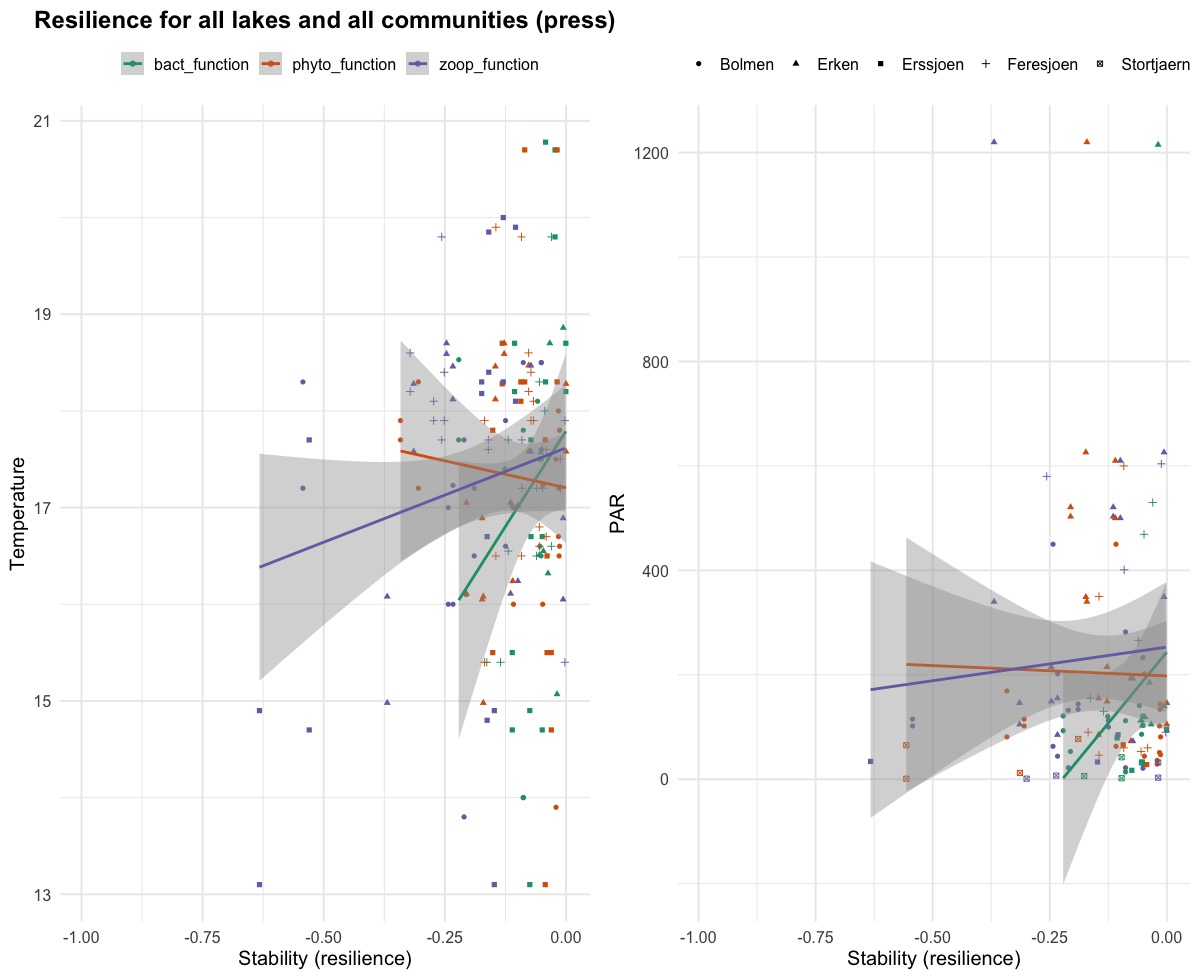 Resilience for all lakes and all communities (press)
bact_function phyto_function zoop_function
Bolmen Erken Erssjoen Feresjoen Stortjaern
Temperature
21
19
17
15
13
-1.00 -0.75 -0.50 -0.25 0.00
Stability (resilience)
PAR
1200
800
400
0
-1.00 -0.75 -0.50 -0.25 0.00
Stability (resilience)